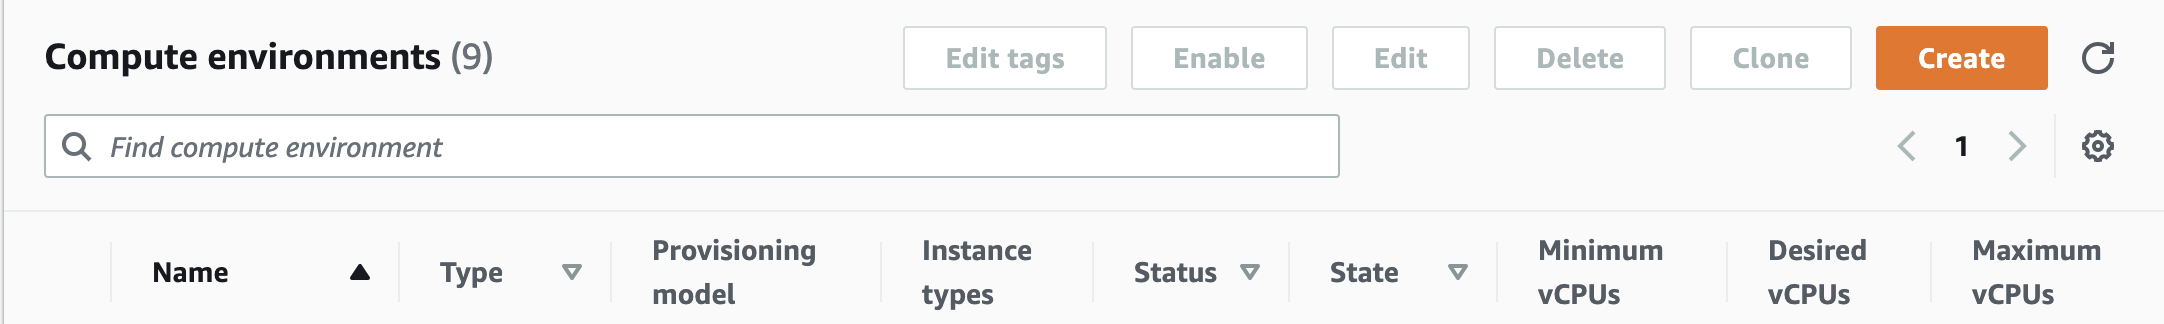 Compute environments (9)
Edit tags
Enable
Edit
Delete
Clone
Create
Find compute environment
1
Name
Type
Provisioning
model
Instance
types
Status
State
Minimum
vCPUs
Desired
vCPUs
Maximum
vCPUs